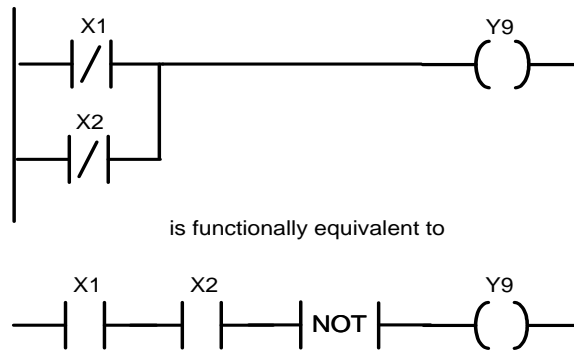 X1 Y9
X2
is functionally equivalent to
X1 X2 Y9
NOT